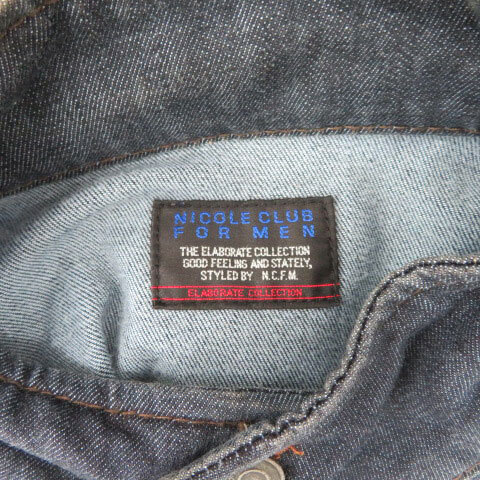 NICOLE CLUB
FOR MEN
THE ELABORATE COLLECTION
GOOD FEELING AND STATELY,
STYLED BY N.C.F.M.
ELABORATE COLLECTION